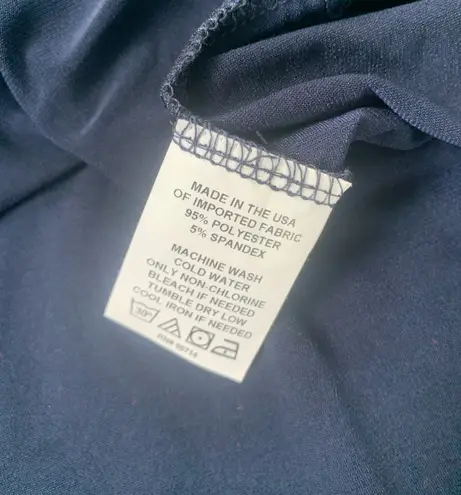 MADE IN THE USA
OF IMPORTED FABRIC
95% POLYESTER
5% SPANDEX
MACHINE WASH
COLD WATER
ONLY NON-CHLORINE
BLEACH IF NEEDED
TUMBLE DRY LOW
COOL IRON IF NEEDED
30°